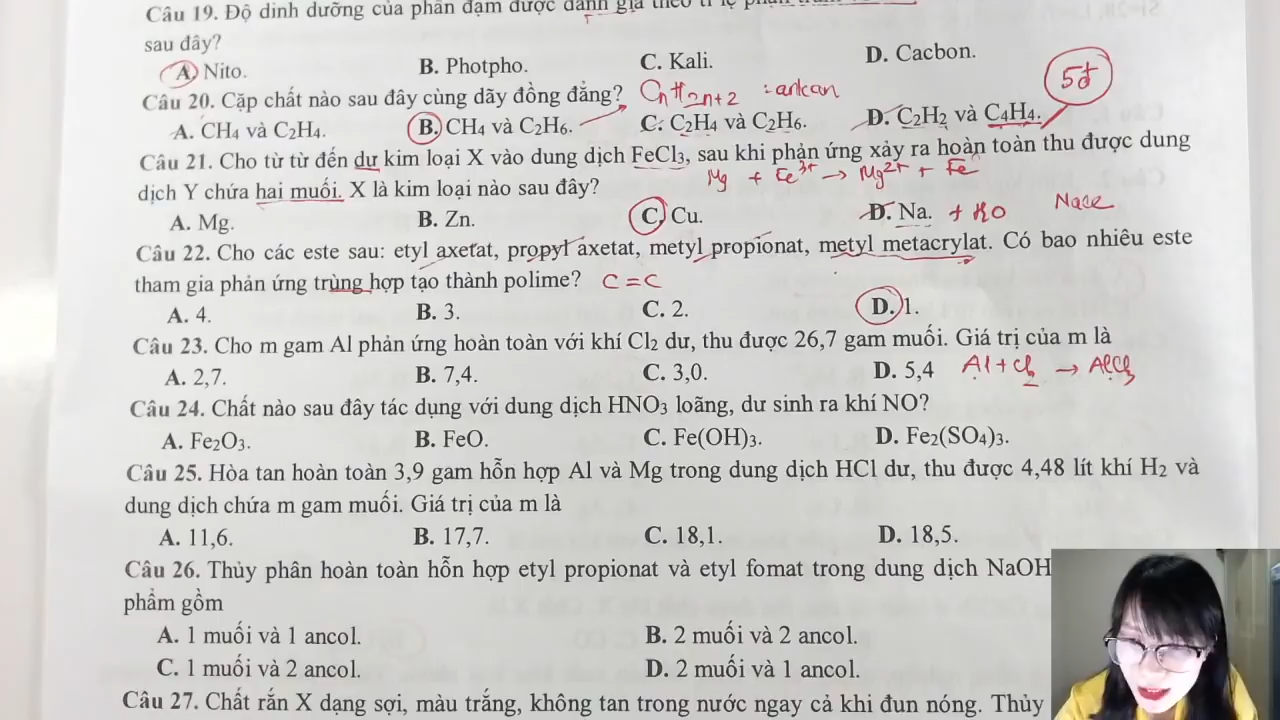 Câu 19. Độ dinh dưỡng của phân đạm được đánh giá theo tỉ lệ phần trăm
sau đây?
A. Nito. B. Photpho. C. Kali. D. Cacbon.
Câu 20. Cặp chất nào sau đây cùng dãy đồng đẳng? CnH2n+2 : ankan 5đ
A. CH4 và C2H4. B. CH4 và C2H6. C. C2H4 và C2H6. D. C2H2 và C4H4.
Câu 21. Cho từ từ đến dư kim loại X vào dung dịch FeCl3, sau khi phản ứng xảy ra hoàn toàn thu được dung
Mg + Fe3+ → Mg2+ + Fe
dịch Y chứa hai muối. X là kim loại nào sau đây?
A. Mg. B. Zn. C. Cu. D. Na. + H2O
Câu 22. Cho các este sau: etyl axetat, propyl axetat, metyl propionat, metyl metacrylat. Có bao nhiêu este
tham gia phản ứng trùng hợp tạo thành polime? C = C
A. 4. B. 3. C. 2. D. 1.
Câu 23. Cho m gam Al phản ứng hoàn toàn với khí Cl2 dư, thu được 26,7 gam muối. Giá trị của m là
A. 2,7. B. 7,4. C. 3,0. D. 5,4 Al + Cl2 → AlCl3
Câu 24. Chất nào sau đây tác dụng với dung dịch HNO3 loãng, dư sinh ra khí NO?
A. Fe2O3. B. FeO. C. Fe(OH)3. D. Fe2(SO4)3.
Câu 25. Hòa tan hoàn toàn 3,9 gam hỗn hợp Al và Mg trong dung dịch HCl dư, thu được 4,48 lít khí H2 và
dung dịch chứa m gam muối. Giá trị của m là
A. 11,6. B. 17,7. C. 18,1. D. 18,5.
Câu 26. Thủy phân hoàn toàn hỗn hợp etyl propionat và etyl fomat trong dung dịch NaOH
phẩm gồm
A. 1 muối và 1 ancol. B. 2 muối và 2 ancol.
C. 1 muối và 2 ancol. D. 2 muối và 1 ancol.
Câu 27. Chất rắn X dạng sợi, màu trắng, không tan trong nước ngay cả khi đun nóng. Thủy